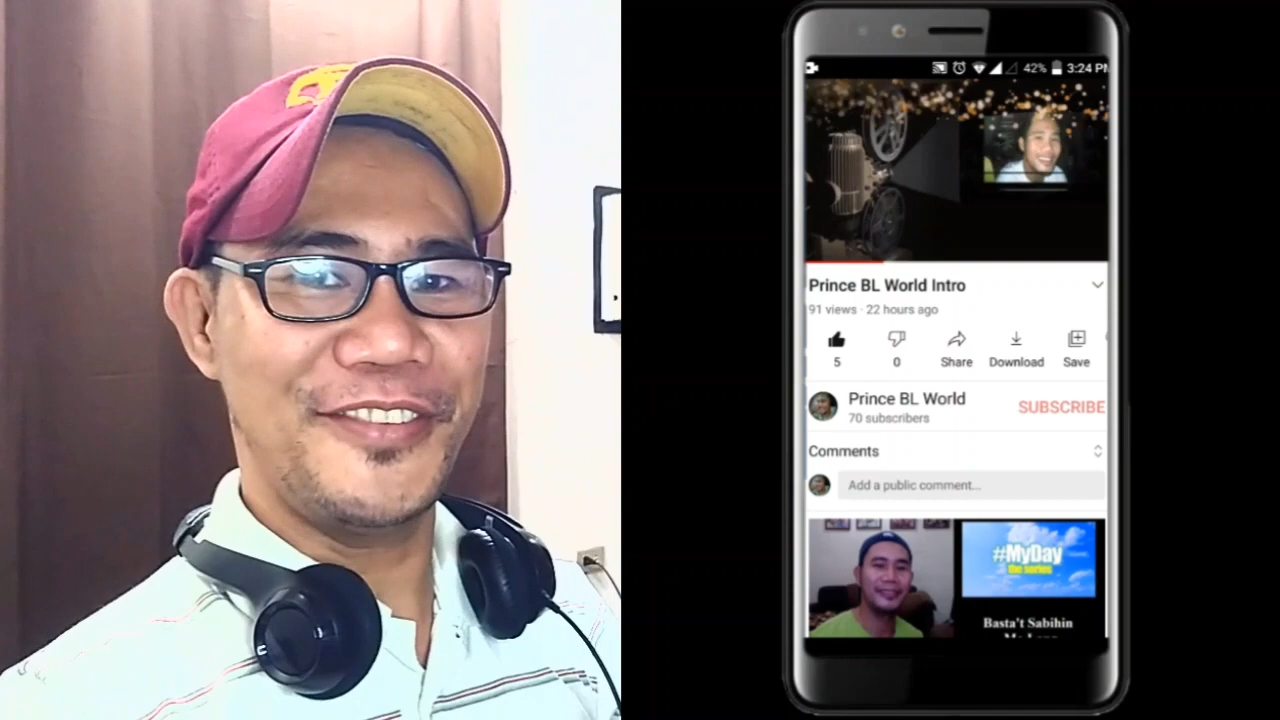 42% 3:24 PM
Prince BL World Intro
91 views · 22 hours ago
5
0
Share
Download
Save
Prince BL World
70 subscribers
SUBSCRIBE
Comments
Add a public comment...
#MyDay
the series
Basta't Sabihin